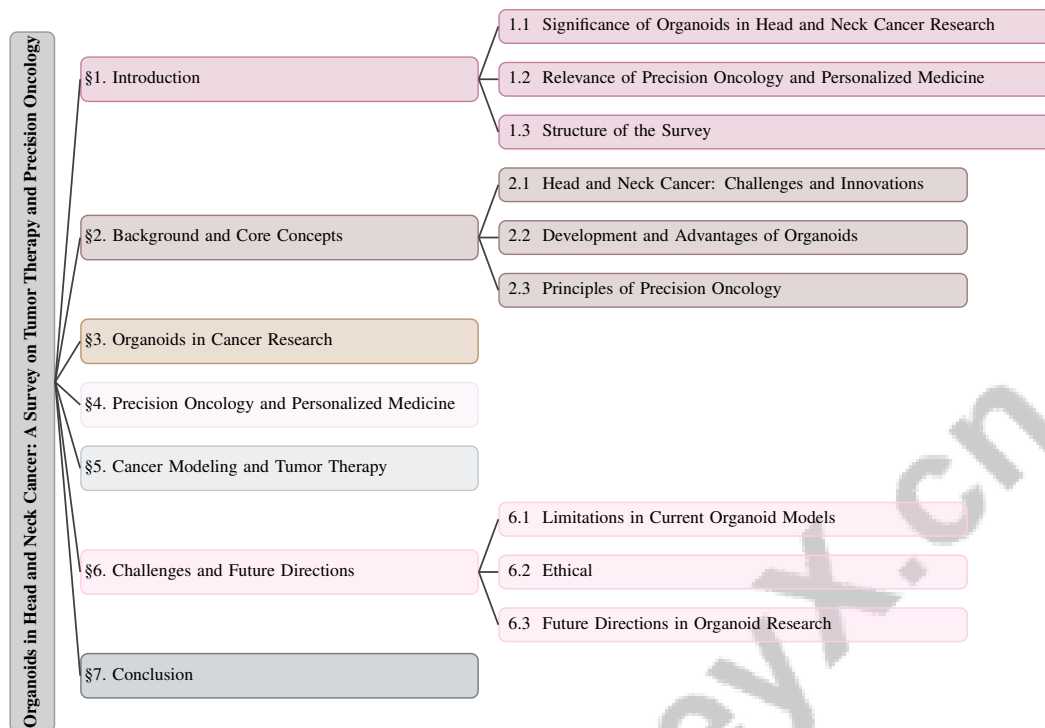 Organoids in Head and Neck Cancer: A Survey on Tumor Therapy and Precision Oncology
§1. Introduction
1.1 Significance of Organoids in Head and Neck Cancer Research
1.2 Relevance of Precision Oncology and Personalized Medicine
1.3 Structure of the Survey
§2. Background and Core Concepts
2.1 Head and Neck Cancer: Challenges and Innovations
2.2 Development and Advantages of Organoids
2.3 Principles of Precision Oncology
§3. Organoids in Cancer Research
§4. Precision Oncology and Personalized Medicine
§5. Cancer Modeling and Tumor Therapy
§6. Challenges and Future Directions
6.1 Limitations in Current Organoid Models
6.2 Ethical
6.3 Future Directions in Organoid Research
§7. Conclusion